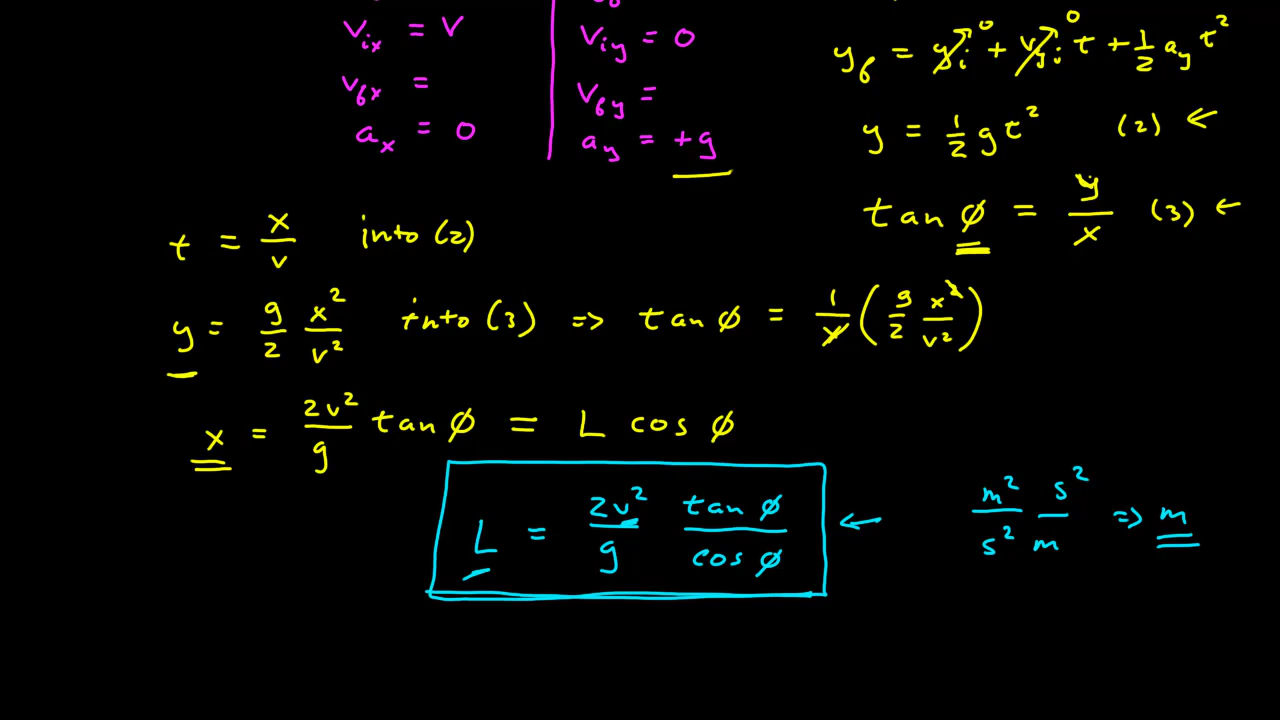 v_ix = v
v_fx =
a_x = 0
v_iy = 0
v_fy =
a_y = +g
y_f = y_i⁰ + v_yi⁰ t + 1/2 a_y t²
y = 1/2 g t² (2) ←
tan ø = y/x (3) ←
t = x/v into (2)
y = g/2 x²/v² into (3) => tan ø = 1/x (g/2 x²/v²)
x = 2v²/g tan ø = L cos ø
L = 2v²/g tan ø/cos ø ← m²/s² s²/m => m